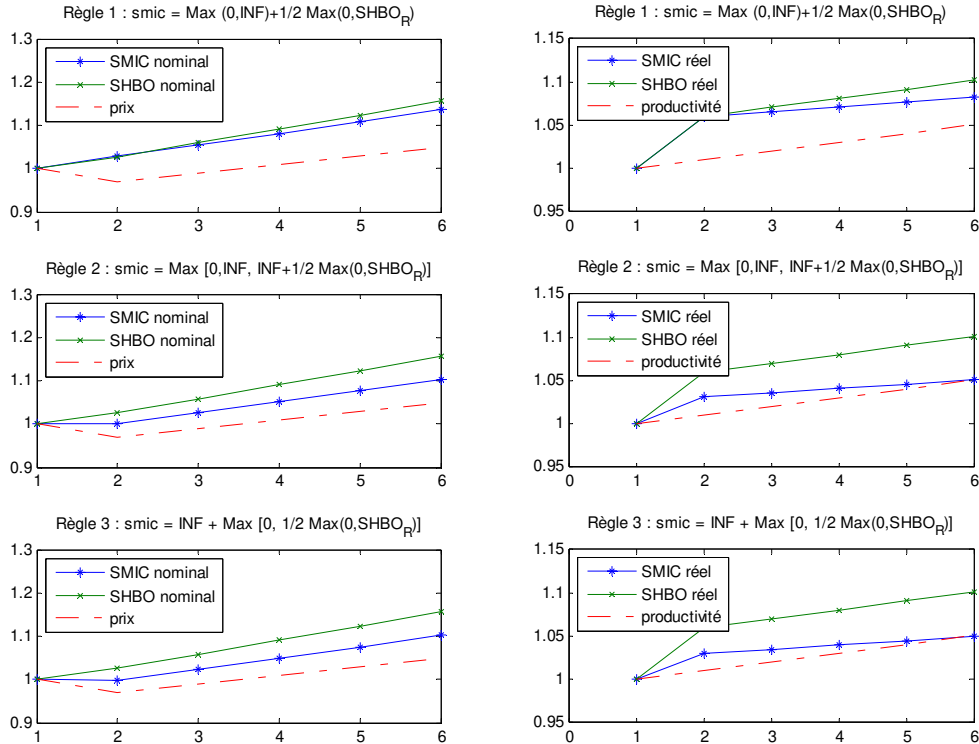 Règle 1 : smic = Max (0,INF)+1/2 Max(0,SHBO_R)
1.3
1.2
1.1
1
0.9
SMIC nominal
SHBO nominal
prix
1 2 3 4 5 6
Règle 1 : smic = Max (0,INF)+1/2 Max(0,SHBO_R)
1.15
1.1
1.05
1
0.95
SMIC réel
SHBO réel
productivité
0 1 2 3 4 5 6
Règle 2 : smic = Max [0,INF, INF+1/2 Max(0,SHBO_R)]
1.3
1.2
1.1
1
0.9
SMIC nominal
SHBO nominal
prix
1 2 3 4 5 6
Règle 2 : smic = Max [0,INF, INF+1/2 Max(0,SHBO_R)]
1.15
1.1
1.05
1
0.95
SMIC réel
SHBO réel
productivité
0 1 2 3 4 5 6
Règle 3 : smic = INF + Max [0, 1/2 Max(0,SHBO_R)]
1.3
1.2
1.1
1
0.9
SMIC nominal
SHBO nominal
prix
1 2 3 4 5 6
Règle 3 : smic = INF + Max [0, 1/2 Max(0,SHBO_R)]
1.15
1.1
1.05
1
0.95
SMIC réel
SHBO réel
productivité
0 1 2 3 4 5 6